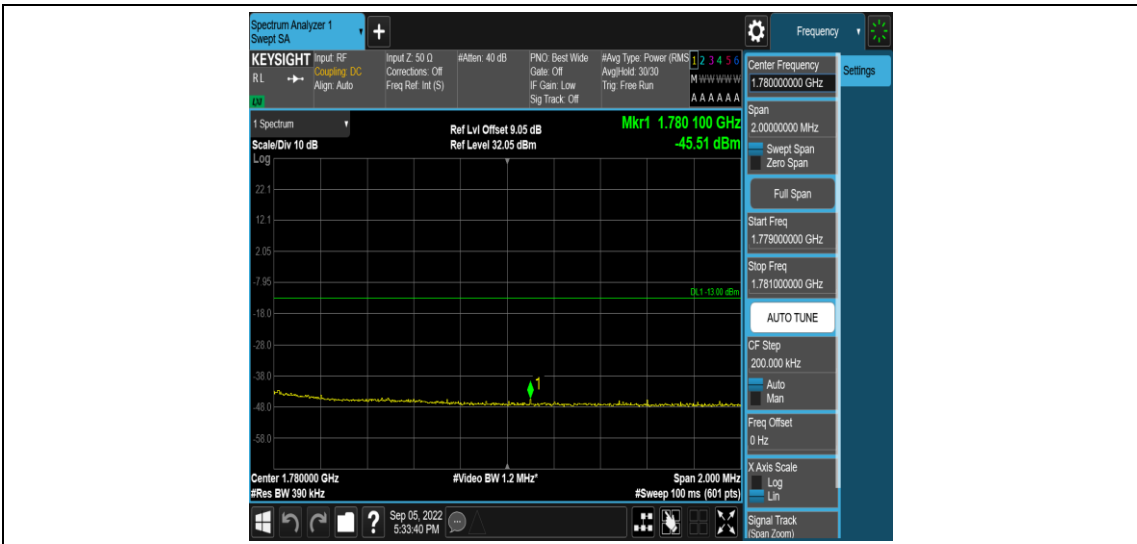 Spectrum Analyzer 1
Swept SA
+
Frequency
KEYSIGHT
RL
LXI
Input: RF
Coupling: DC
Align: Auto
Input Z: 50 Ω
Corrections: Off
Freq Ref: Int (S)
#Atten: 40 dB
PNO: Best Wide
Gate: Off
IF Gain: Low
Sig Track: Off
#Avg Type: Power (RMS
Avg|Hold: 30/30
Trig: Free Run
1 2 3 4 5 6
M W W W W W
A A A A A A
1 Spectrum
Scale/Div 10 dB
Log
Ref Lvl Offset 9.05 dB
Ref Level 32.05 dBm
Mkr1 1.780 100 GHz
-45.51 dBm
22.1
12.1
2.05
-7.95
DL1 -13.00 dBm
-18.0
-28.0
-38.0
1
-48.0
-58.0
Center 1.780000 GHz
#Video BW 1.2 MHz*
Span 2.000 MHz
#Res BW 390 kHz
#Sweep 100 ms (601 pts)
?
Sep 05, 2022
5:33:40 PM
Center Frequency
1.780000000 GHz
Settings
Span
2.00000000 MHz
Swept Span
Zero Span
Full Span
Start Freq
1.779000000 GHz
Stop Freq
1.781000000 GHz
AUTO TUNE
CF Step
200.000 kHz
Auto
Man
Freq Offset
0 Hz
X Axis Scale
Log
Lin
Signal Track
(Span Zoom)